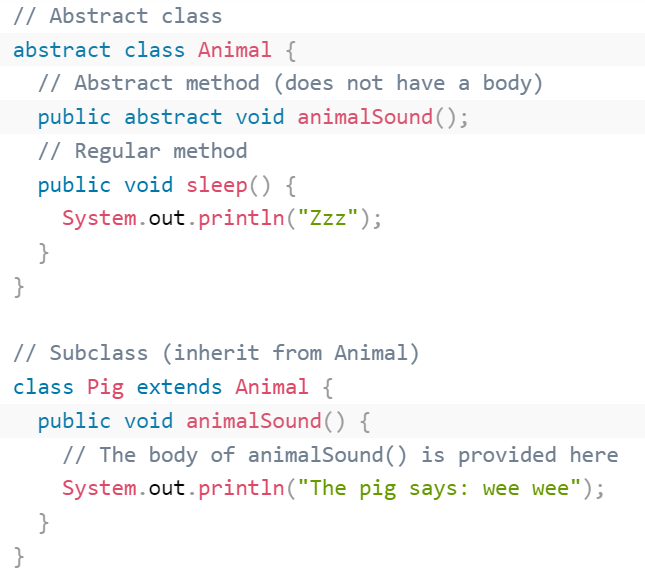 // Abstract class
abstract class Animal {
  // Abstract method (does not have a body)
  public abstract void animalSound();
  // Regular method
  public void sleep() {
    System.out.println("Zzz");
  }
}

// Subclass (inherit from Animal)
class Pig extends Animal {
  public void animalSound() {
    // The body of animalSound() is provided here
    System.out.println("The pig says: wee wee");
  }
}